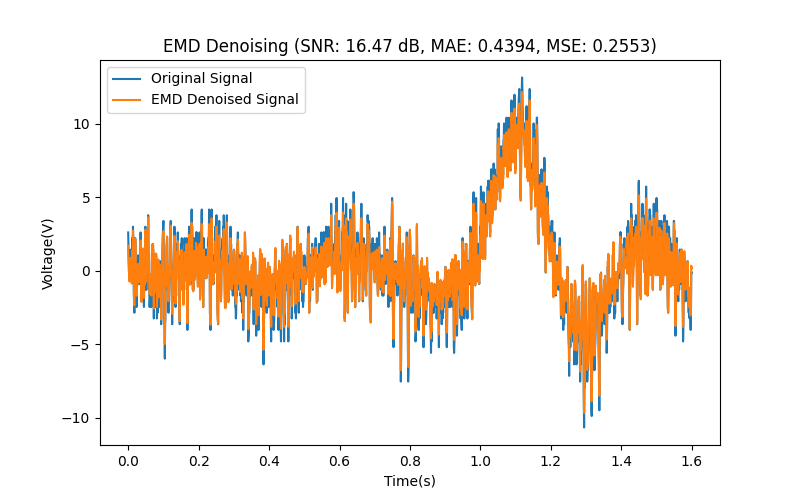 EMD Denoising (SNR: 16.47 dB, MAE: 0.4394, MSE: 0.2553)
Original Signal
EMD Denoised Signal
10
5
0
−5
−10
Voltage(V)
0.0 0.2 0.4 0.6 0.8 1.0 1.2 1.4 1.6
Time(s)